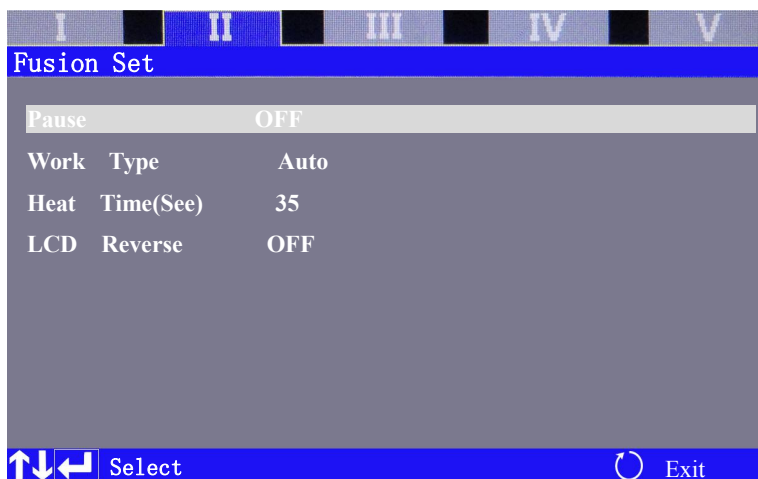 I II III IV V
Fusion Set
Pause OFF
Work Type Auto
Heat Time(See) 35
LCD Reverse OFF
Select Exit